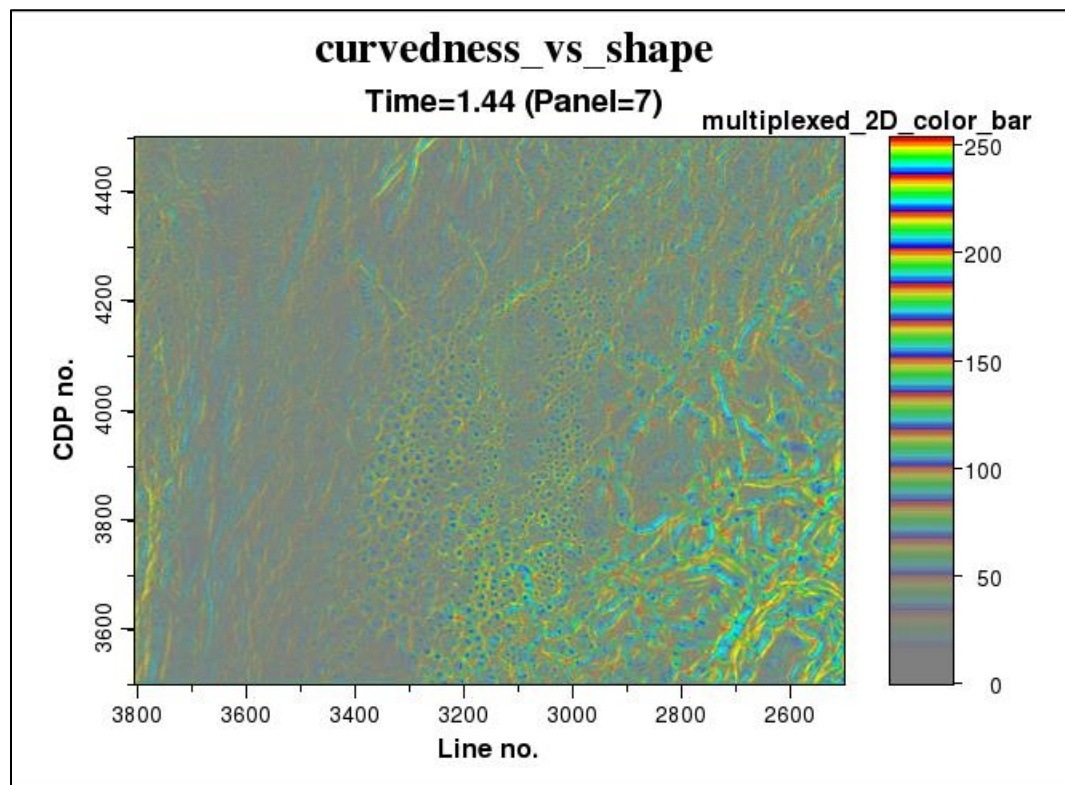 curvedness_vs_shape
Time=1.44 (Panel=7)
multiplexed_2D_color_bar
250
200
150
100
50
0
4400
4200
4000
3800
3600
CDP no.
3800 3600 3400 3200 3000 2800 2600
Line no.